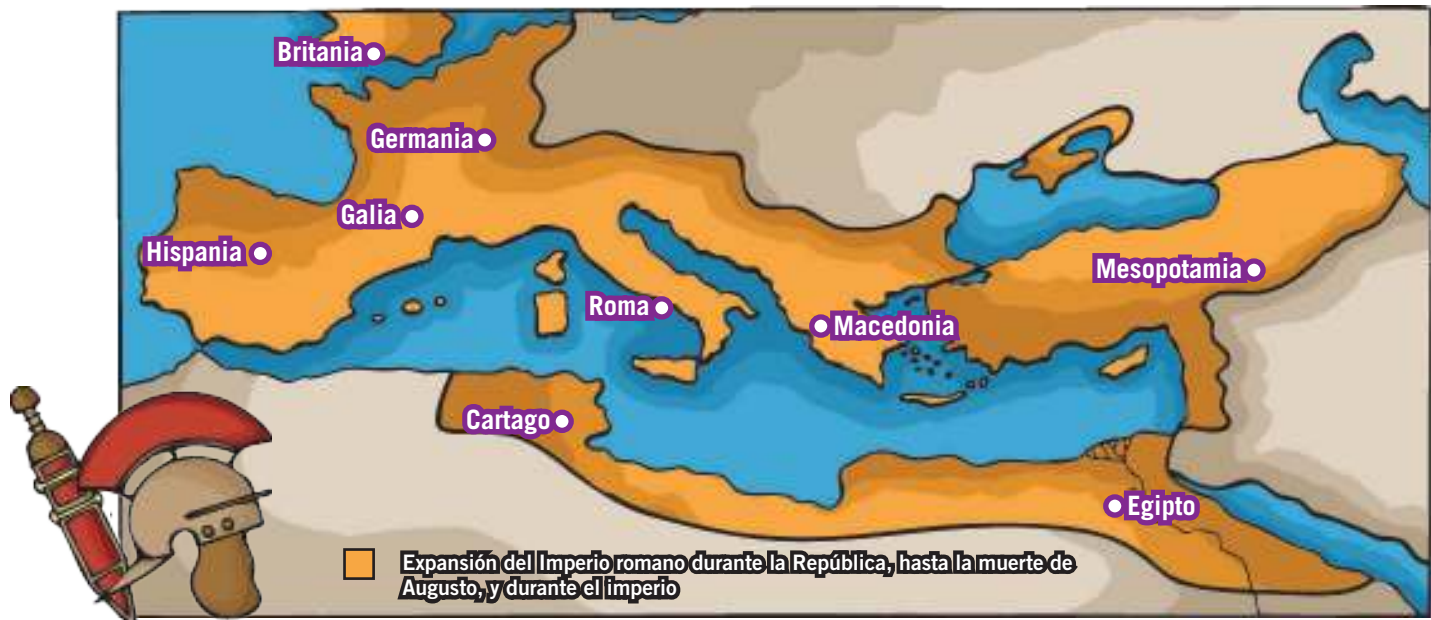 Britania
Germania
Galia
Hispania
Mesopotamia
Roma
Macedonia
Cartago
Egipto
Expansión del Imperio romano durante la República, hasta la muerte de
Augusto, y durante el imperio